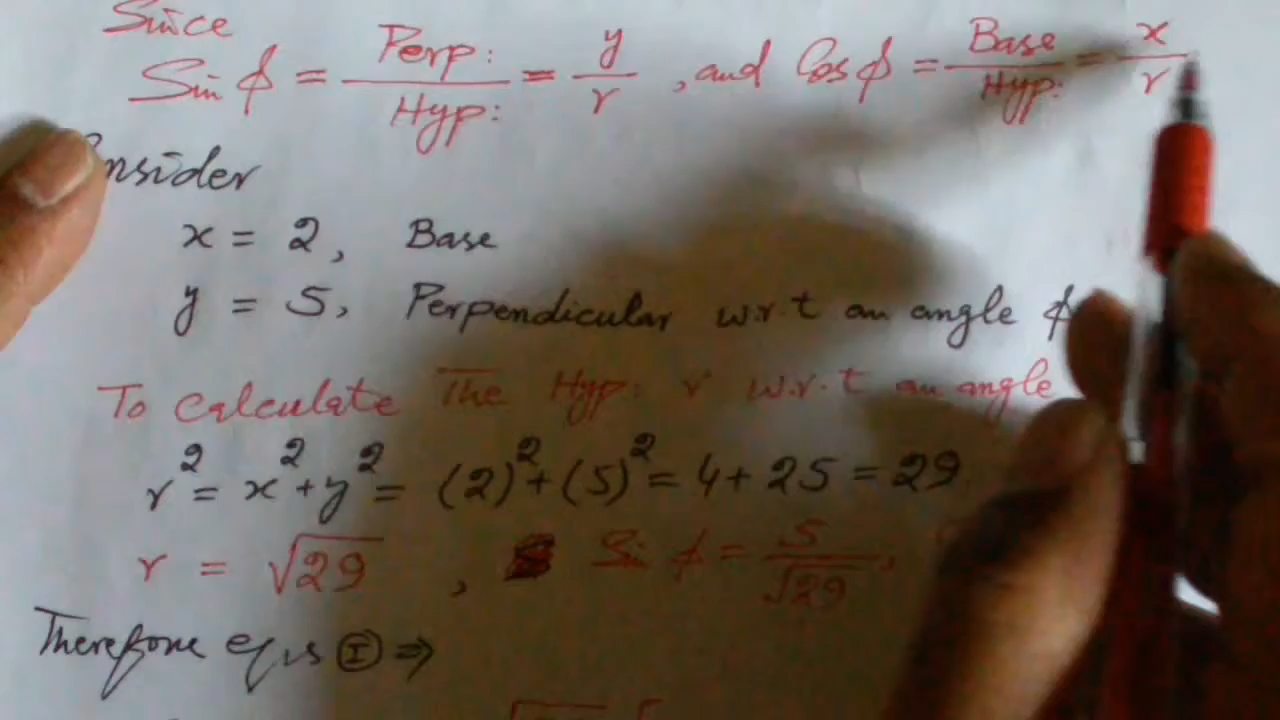 Since
Sin ϕ = Perp: / Hyp: = y / r , and Cos ϕ = Base / Hyp: = x / r
x = 2, Base
y = 5, Perpendicular w.r.t an angle ϕ
To calculate The Hyp: r w.r.t an angle
r² = x² + y² = (2)² + (5)² = 4 + 25 = 29.
r = √29 , Sin ϕ = 5 / √29,
Therefore eq is Ⓘ ⇒